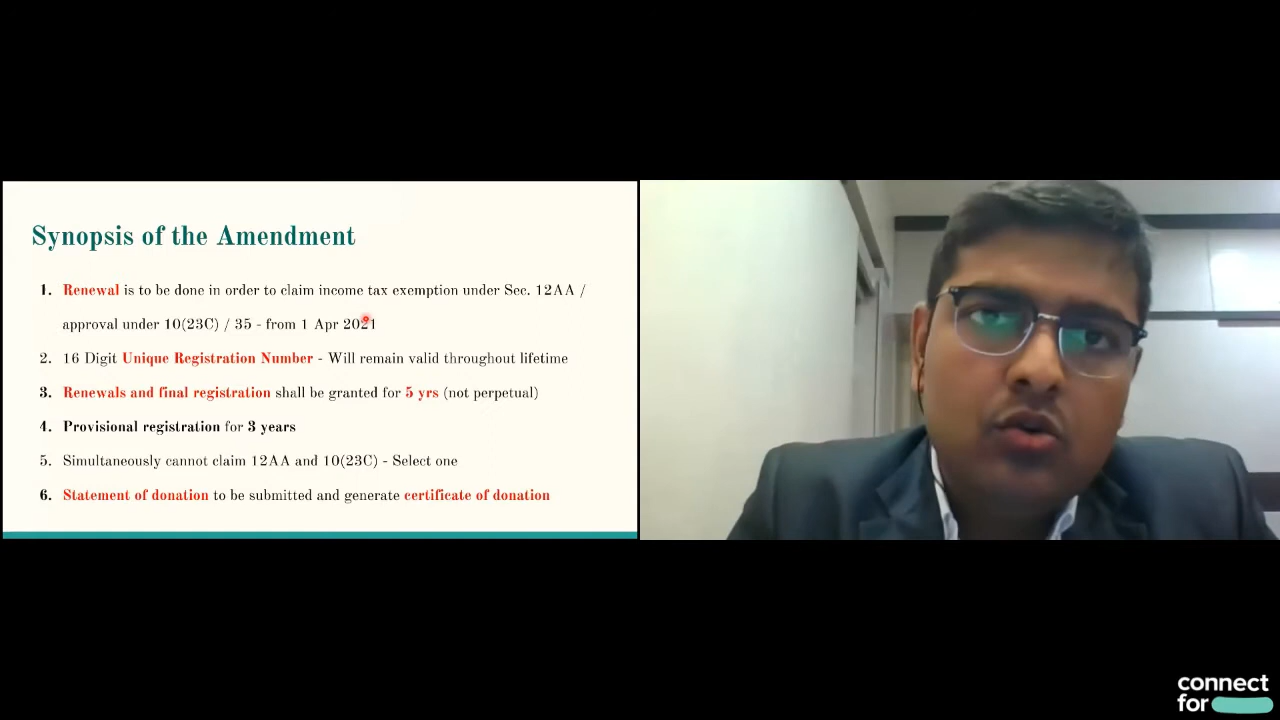 Synopsis of the Amendment
1. Renewal is to be done in order to claim income tax exemption under Sec. 12AA /
approval under 10(23C) / 35 - from 1 Apr 2021
2. 16 Digit Unique Registration Number - Will remain valid throughout lifetime
3. Renewals and final registration shall be granted for 5 yrs (not perpetual)
4. Provisional registration for 3 years
5. Simultaneously cannot claim 12AA and 10(23C) - Select one
6. Statement of donation to be submitted and generate certificate of donation
connect
for